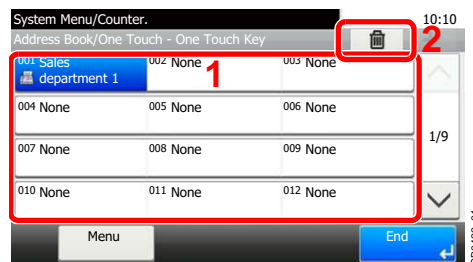 System Menu/Counter.
10:10
Address Book/One Touch - One Touch Key
2
001 Sales
department 1
002 None
003 None
1
004 None
005 None
006 None
1/9
007 None
008 None
009 None
010 None
011 None
012 None
Menu
End